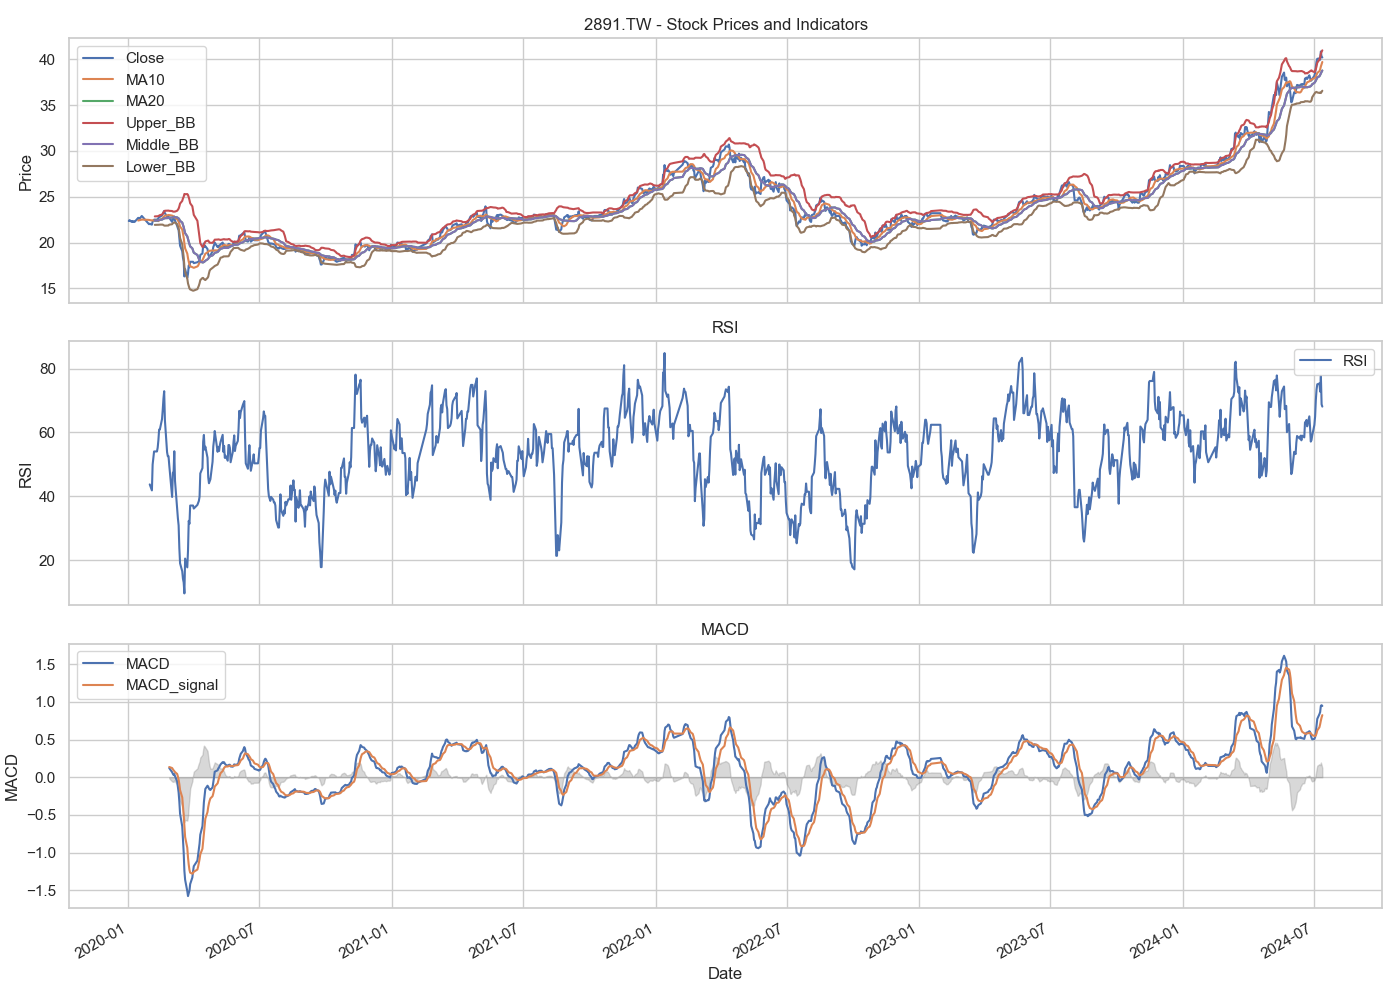 2891.TW - Stock Prices and Indicators
Close
MA10
MA20
Upper_BB
Middle_BB
Lower_BB
Price
40
35
30
25
20
15
RSI
RSI
RSI
80
60
40
20
MACD
MACD
MACD_signal
MACD
1.5
1.0
0.5
0.0
−0.5
−1.0
−1.5
2020-01
2020-07
2021-01
2021-07
2022-01
2022-07
2023-01
2023-07
2024-01
2024-07
Date